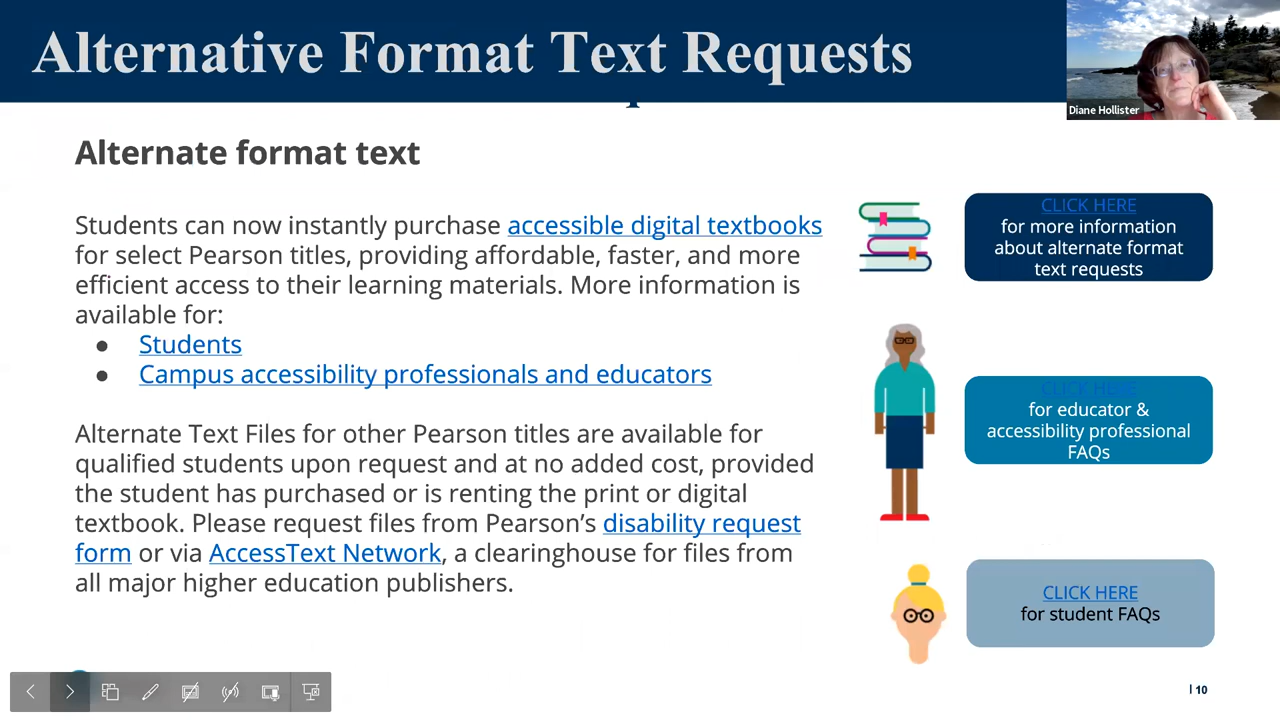 Alternative Format Text Requests
Diane Hollister
Alternate format text
Students can now instantly purchase accessible digital textbooks
for select Pearson titles, providing affordable, faster, and more
efficient access to their learning materials. More information is
available for:
● Students
● Campus accessibility professionals and educators
Alternate Text Files for other Pearson titles are available for
qualified students upon request and at no added cost, provided
the student has purchased or is renting the print or digital
textbook. Please request files from Pearson’s disability request
form or via AccessText Network, a clearinghouse for files from
all major higher education publishers.
CLICK HERE
for more information
about alternate format
text requests
CLICK HERE
for educator &
accessibility professional
FAQs
CLICK HERE
for student FAQs
| 10